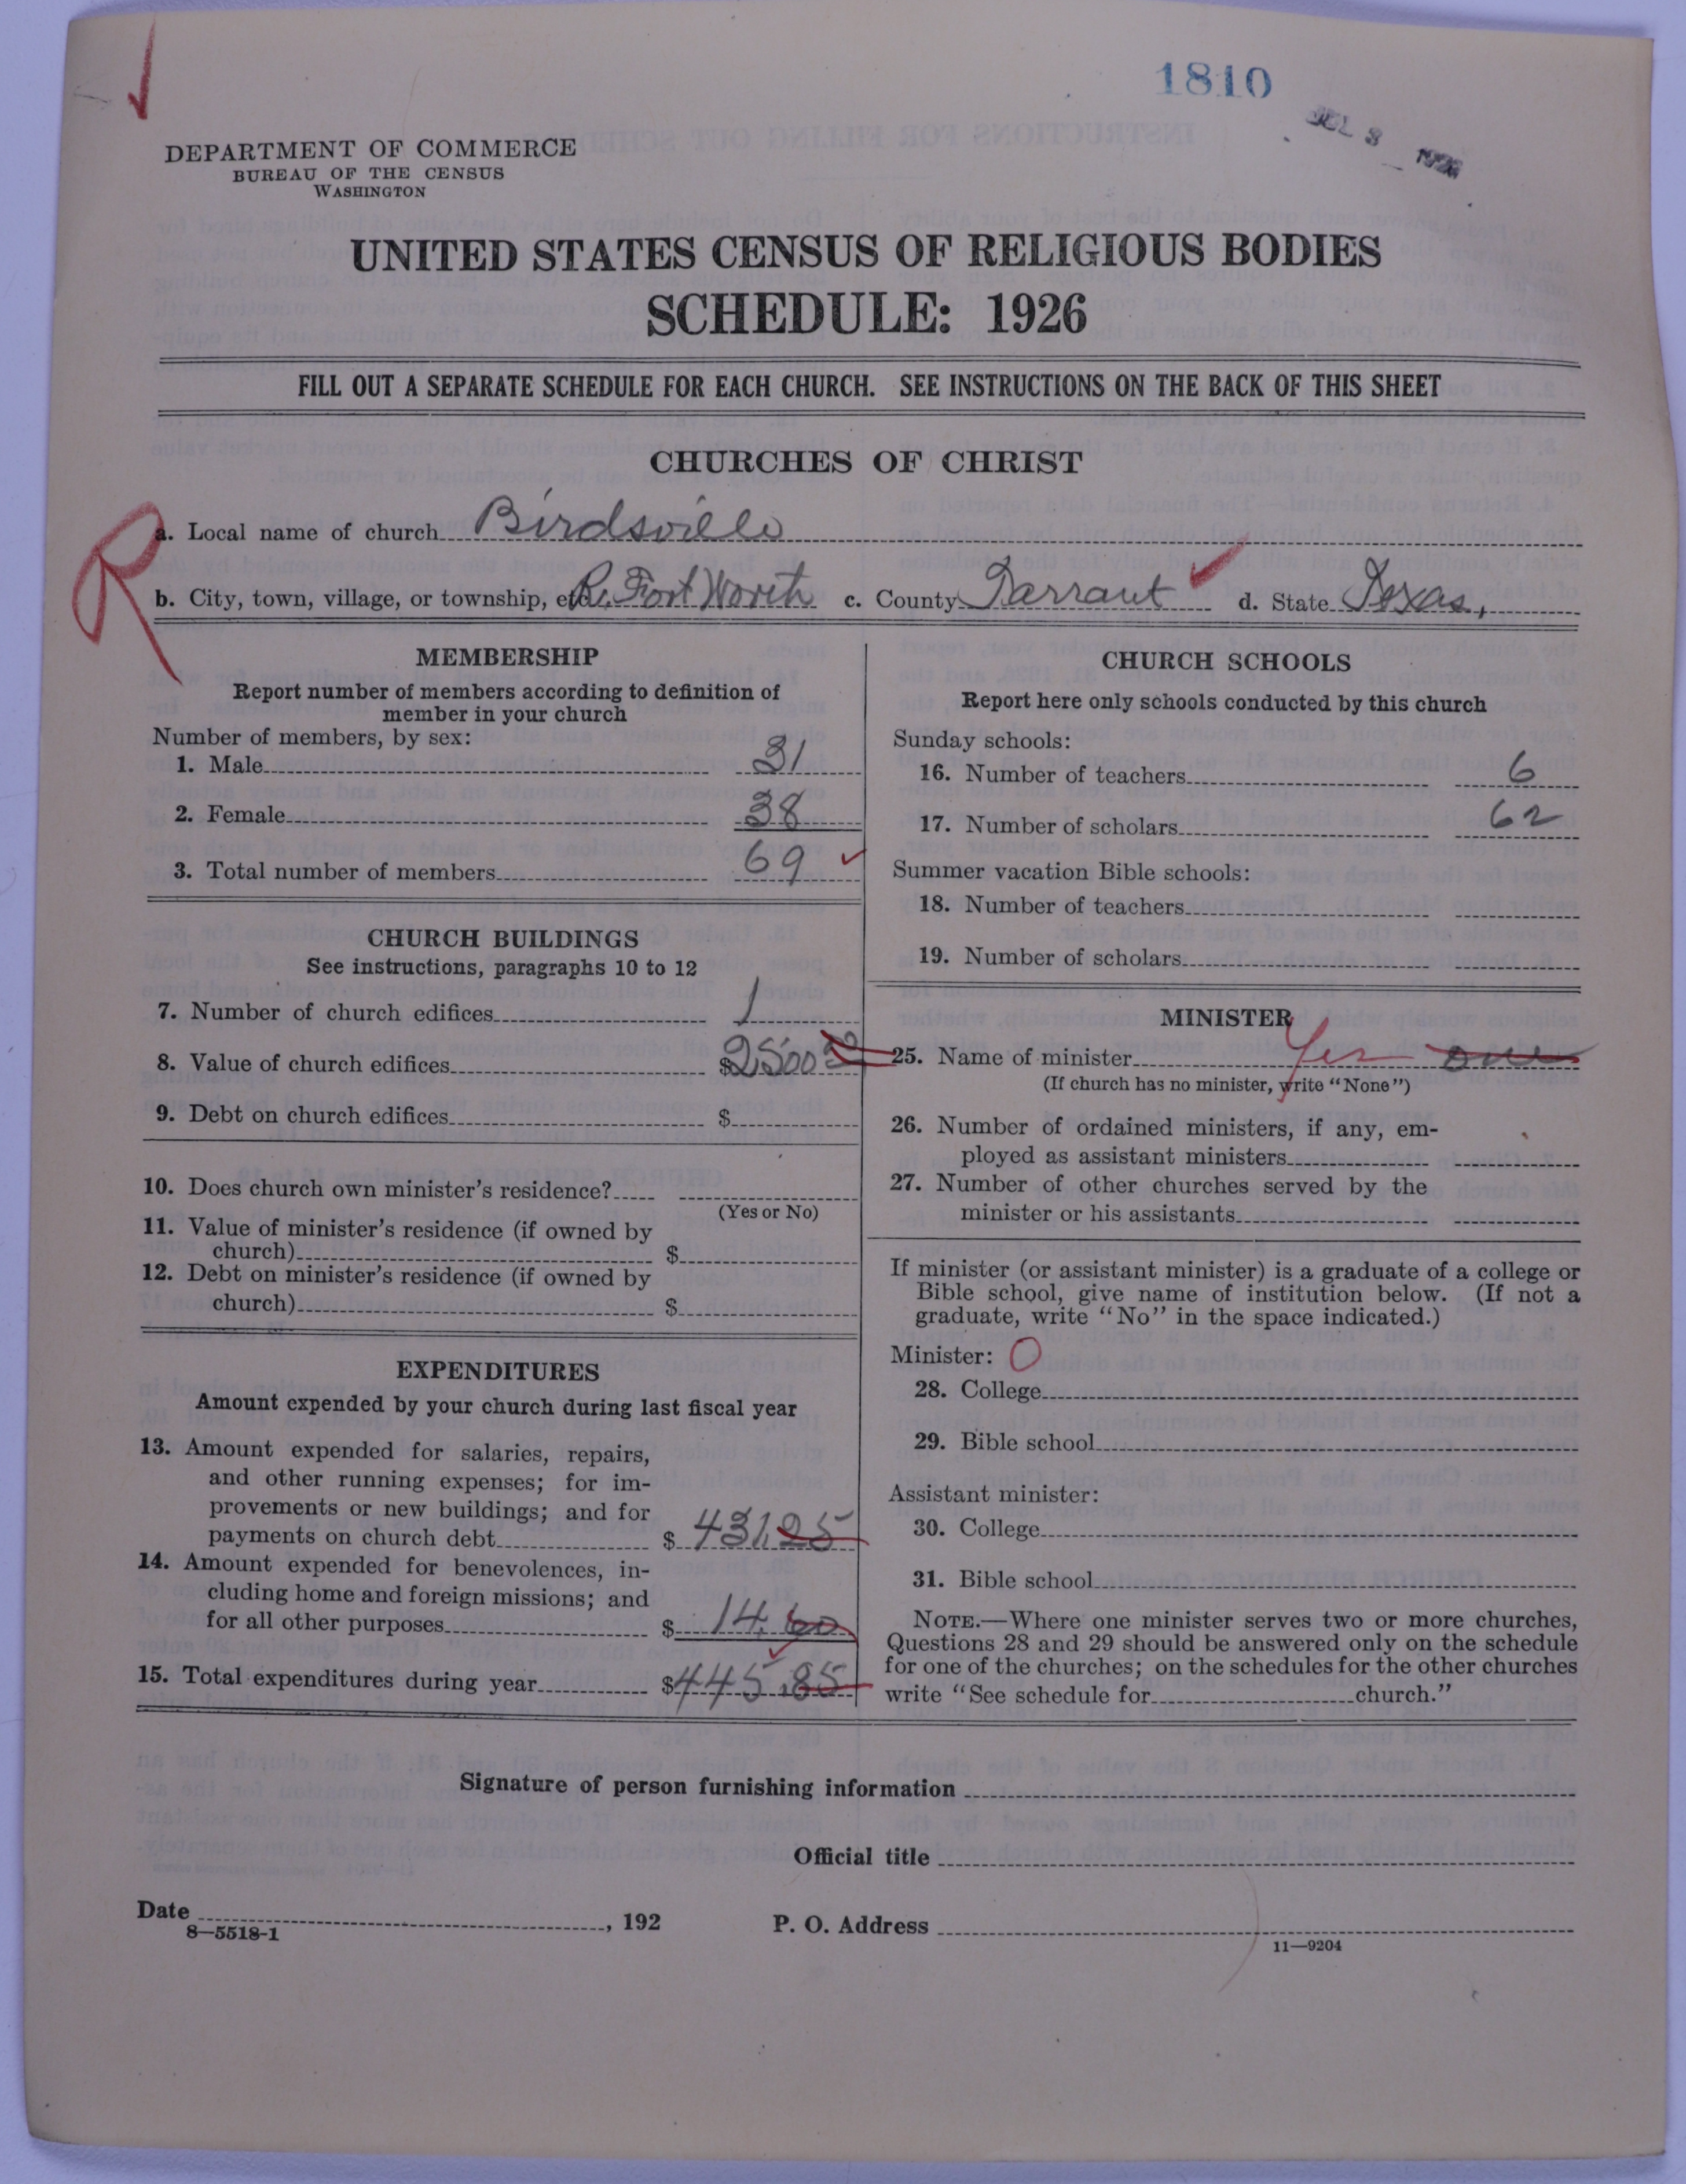 1810
JUL 8 1926
DEPARTMENT OF COMMERCE
BUREAU OF THE CENSUS
WASHINGTON
UNITED STATES CENSUS OF RELIGIOUS BODIES
SCHEDULE: 1926
FILL OUT A SEPARATE SCHEDULE FOR EACH CHURCH. SEE INSTRUCTIONS ON THE BACK OF THIS SHEET
CHURCHES OF CHRIST
R
a. Local name of church Birdsville
b. City, town, village, or township, etc. R. Fort Worth c. County Tarrant d. State Texas,
MEMBERSHIP
Report number of members according to definition of
member in your church
Number of members, by sex:
1. Male 31
2. Female 38
3. Total number of members 69
CHURCH BUILDINGS
See instructions, paragraphs 10 to 12
7. Number of church edifices 1
8. Value of church edifices $2500 00
9. Debt on church edifices $
10. Does church own minister's residence?
(Yes or No)
11. Value of minister's residence (if owned by
church) $
12. Debt on minister's residence (if owned by
church) $
EXPENDITURES
Amount expended by your church during last fiscal year
13. Amount expended for salaries, repairs,
and other running expenses; for im-
provements or new buildings; and for
payments on church debt $ 431.25
14. Amount expended for benevolences, in-
cluding home and foreign missions; and
for all other purposes $ 14.60
15. Total expenditures during year $445.85
CHURCH SCHOOLS
Report here only schools conducted by this church
Sunday schools:
16. Number of teachers 6
17. Number of scholars 62
Summer vacation Bible schools:
18. Number of teachers
19. Number of scholars
MINISTER
25. Name of minister Yes one
(If church has no minister, write "None")
26. Number of ordained ministers, if any, em-
ployed as assistant ministers
27. Number of other churches served by the
minister or his assistants
If minister (or assistant minister) is a graduate of a college or
Bible school, give name of institution below. (If not a
graduate, write "No" in the space indicated.)
Minister: O
28. College
29. Bible school
Assistant minister:
30. College
31. Bible school
NOTE.—Where one minister serves two or more churches,
Questions 28 and 29 should be answered only on the schedule
for one of the churches; on the schedules for the other churches
write "See schedule for church."
Signature of person furnishing information
Official title
Date , 192
P. O. Address
8—5518-1
11—9204